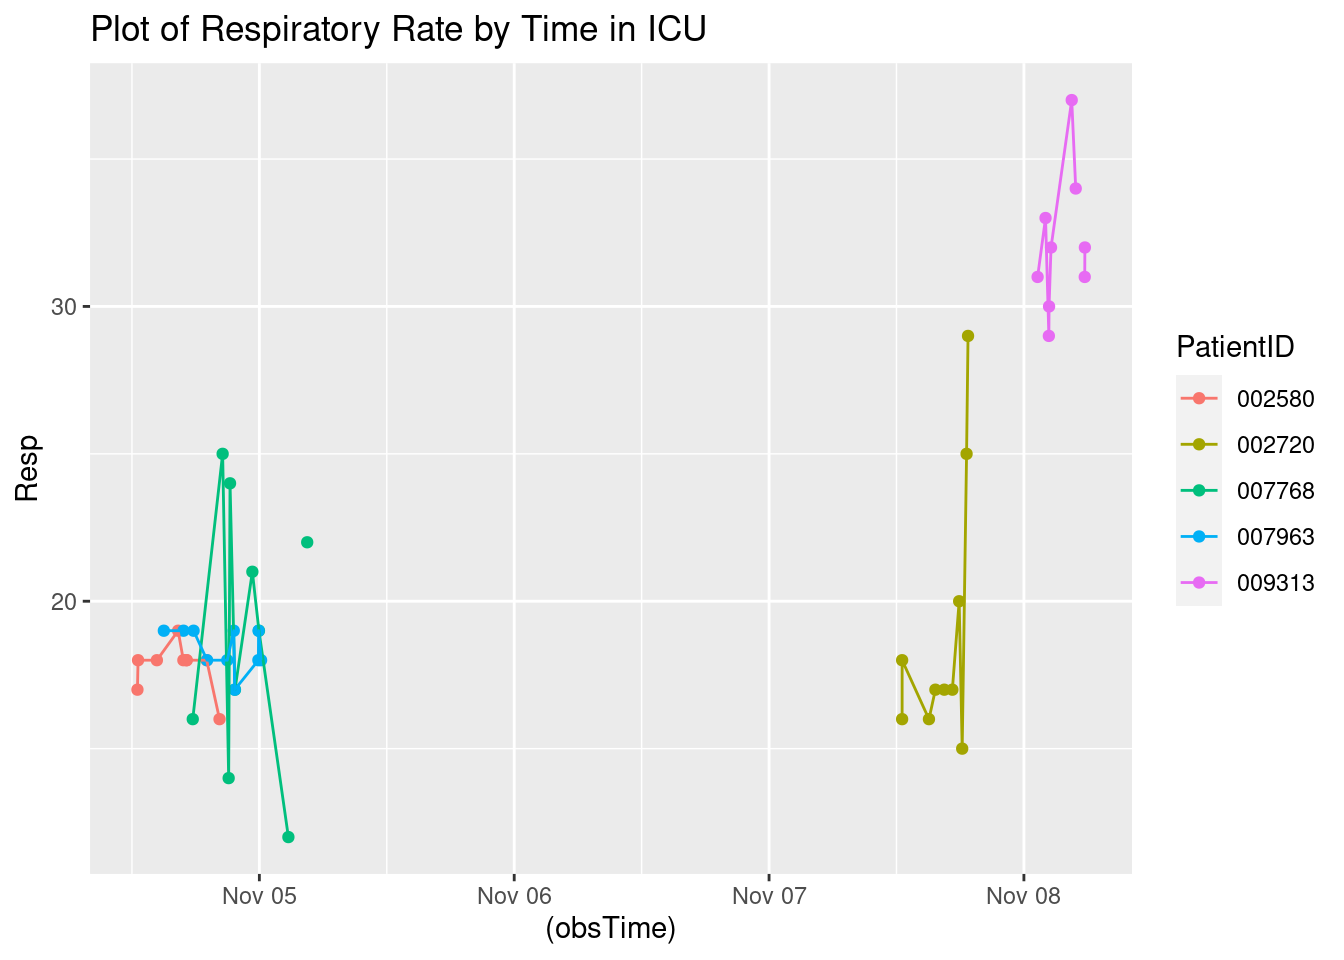 Plot of Respiratory Rate by Time in ICU
Resp
30
20
Nov 05
Nov 06
Nov 07
Nov 08
(obsTime)
PatientID
002580
002720
007768
007963
009313